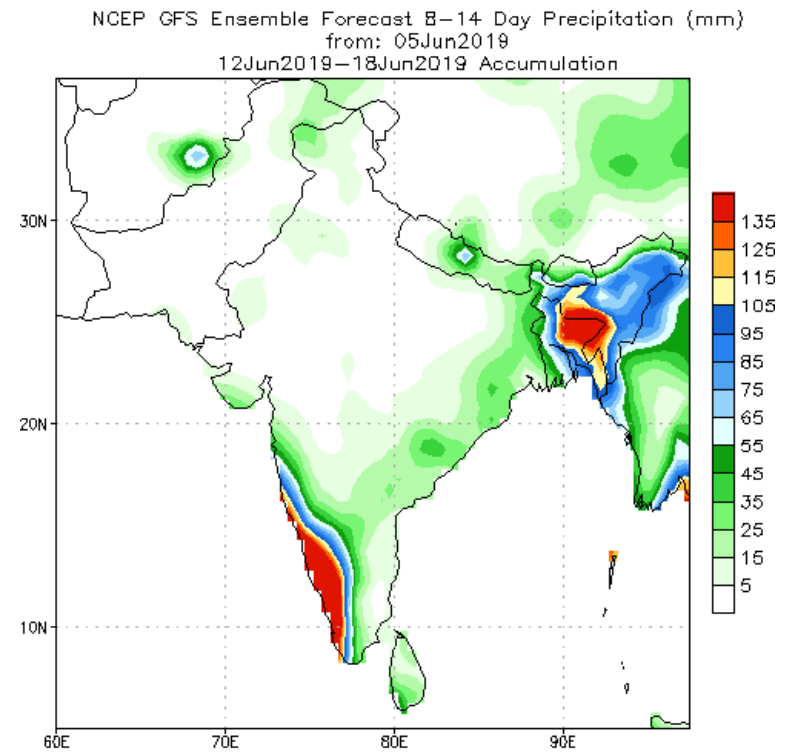 NCEP GFS Ensemble Forecast 8-14 Day Precipitation (mm)
from: 05Jun2019
12Jun2019-18Jun2019 Accumulation
30N
20N
10N
60E
70E
80E
90E
135
125
115
105
95
85
75
65
55
45
35
25
15
5